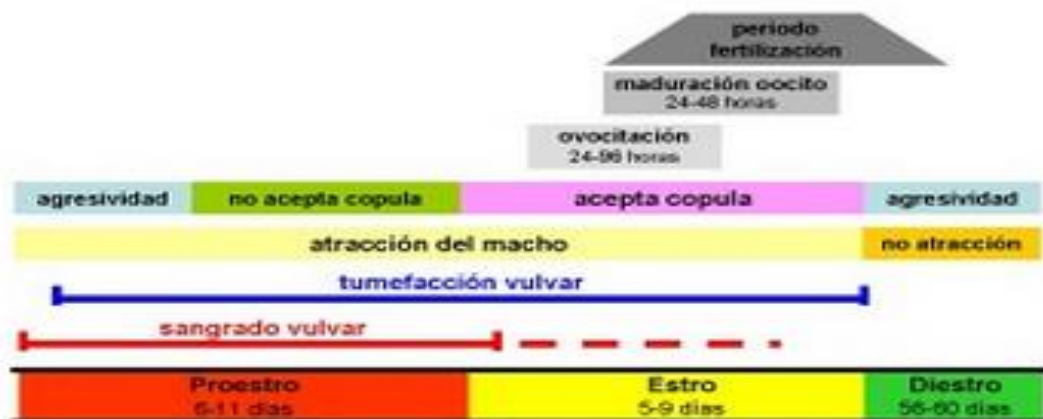 periodo
fertilización
maduración oocito
24-48 horas
ovocitación
24-96 horas
agresividad no acepta copula acepta copula agresividad
atracción del macho no atracción
tumefacción vulvar
sangrado vulvar
Proestro Estro Diestro
6-11 días 5-9 días 56-60 días